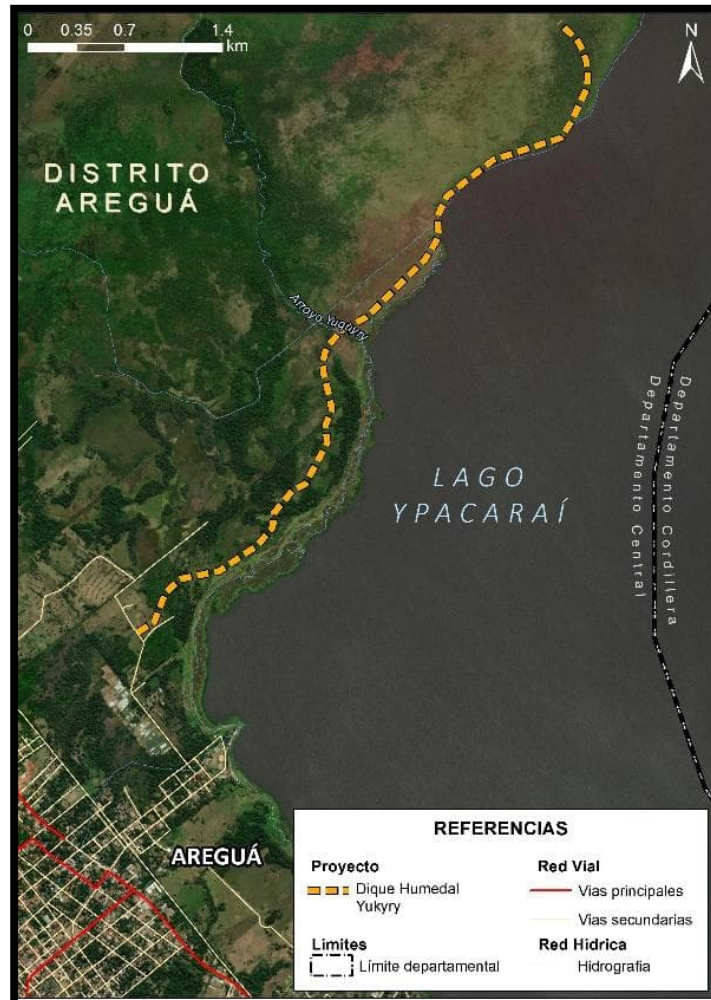 0 0.35 0.7 1.4
km
N
DISTRITO
AREGUÁ
Arroyo Yuquyry
LAGO
YPACARAÍ
Departamento Cordillera
Departamento Central
AREGUÁ
REFERENCIAS
Proyecto
Dique Humedal
Yukyry
Limites
Límite departamental
Red Vial
Vias principales
Vias secundarias
Red Hidrica
Hidrografia